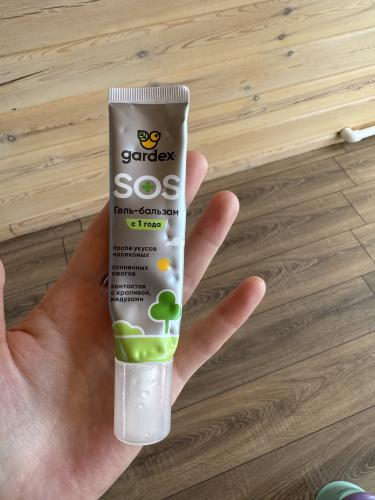 gardex
SOS
Гель-бальзам
с 1 года
после укусов
насекомых
солнечных
ожогов
контактов
с крапивой,
медузами